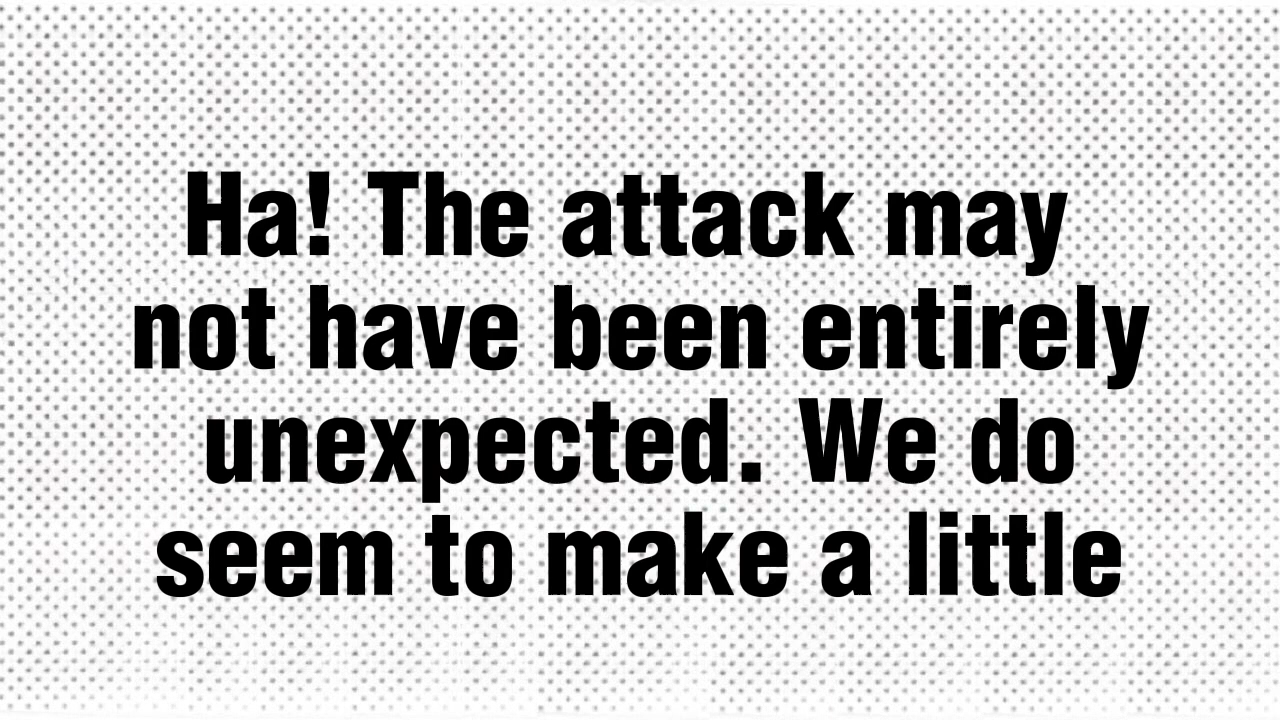 Ha! The attack may
not have been entirely
unexpected. We do
seem to make a little